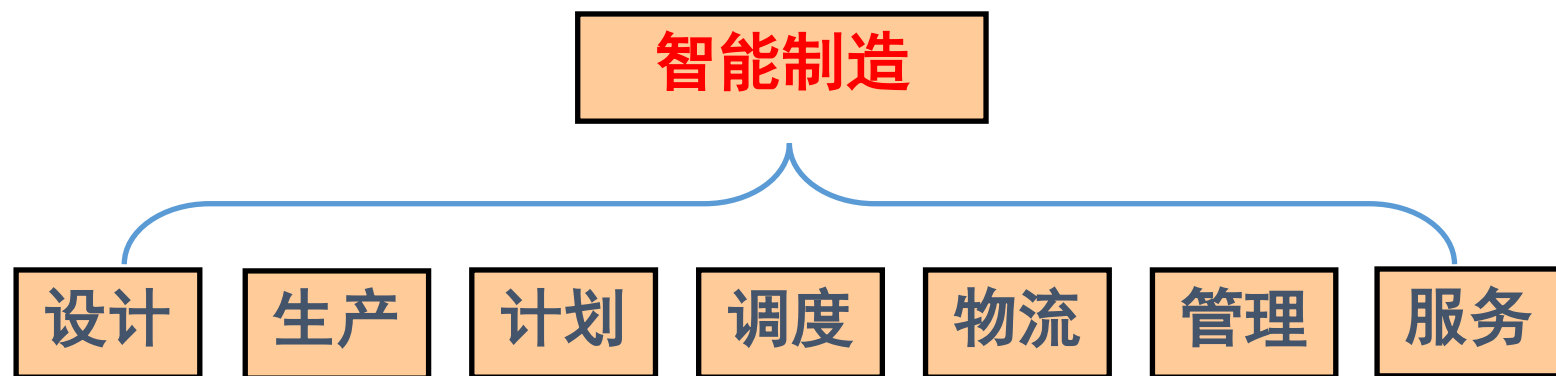 智能制造
设计 生产 计划 调度 物流 管理 服务